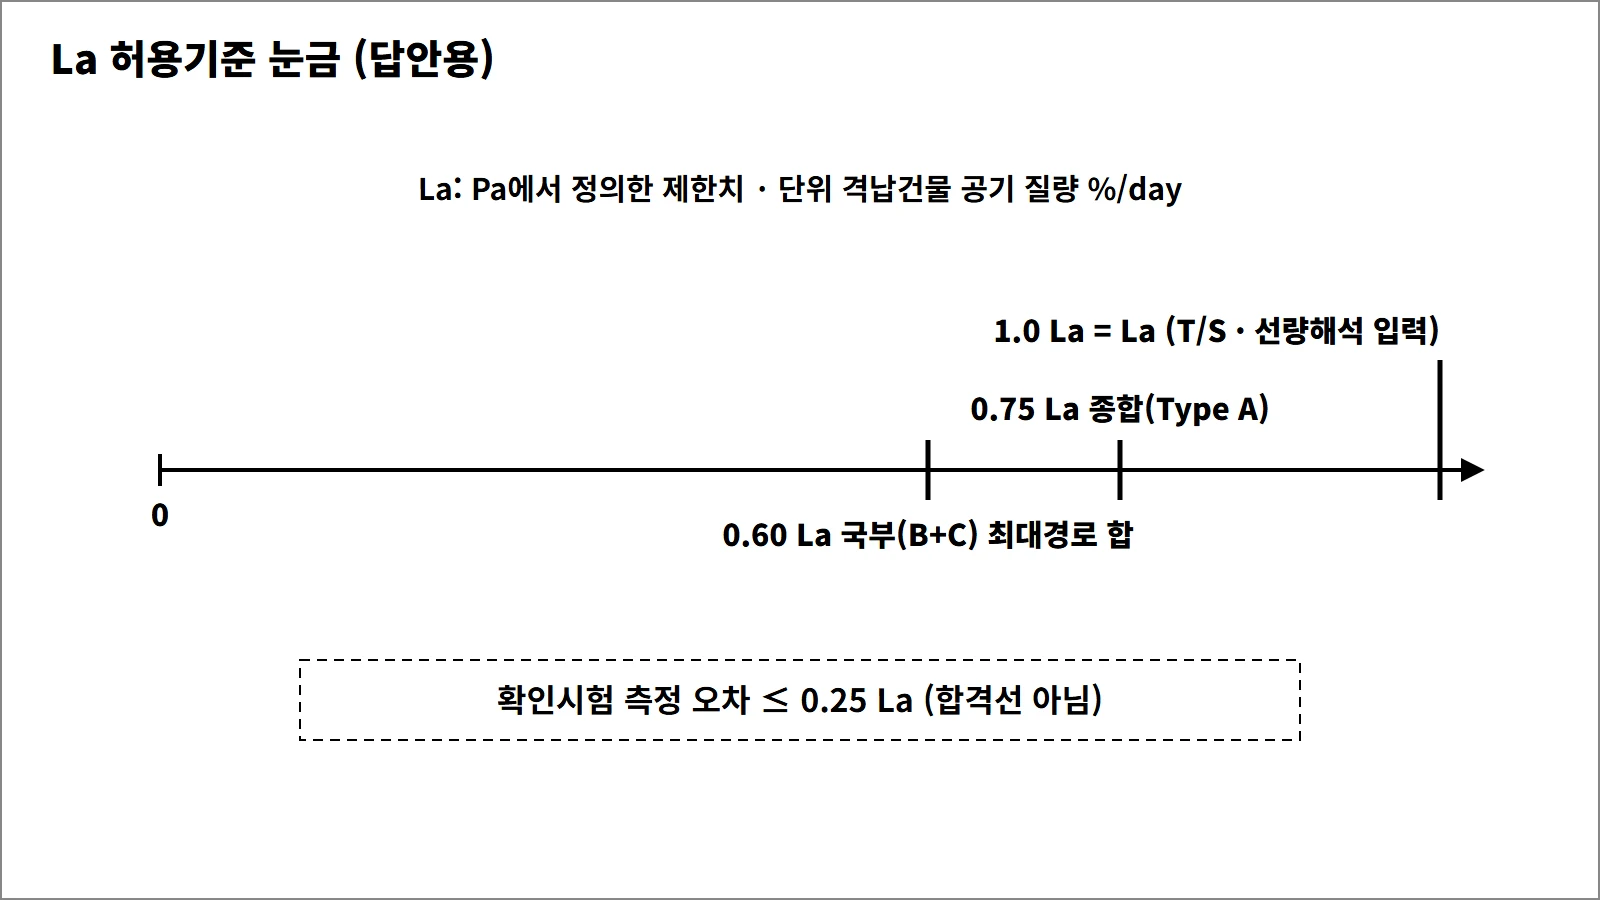 La 허용기준 눈금 (답안용)
La: Pa에서 정의한 제한치 · 단위 격납건물 공기 질량 %/day
1.0 La = La (T/S · 선량해석 입력)
0.75 La 종합(Type A)
0
0.60 La 국부(B+C) 최대경로 합
확인시험 측정 오차 ≤ 0.25 La (합격선 아님)